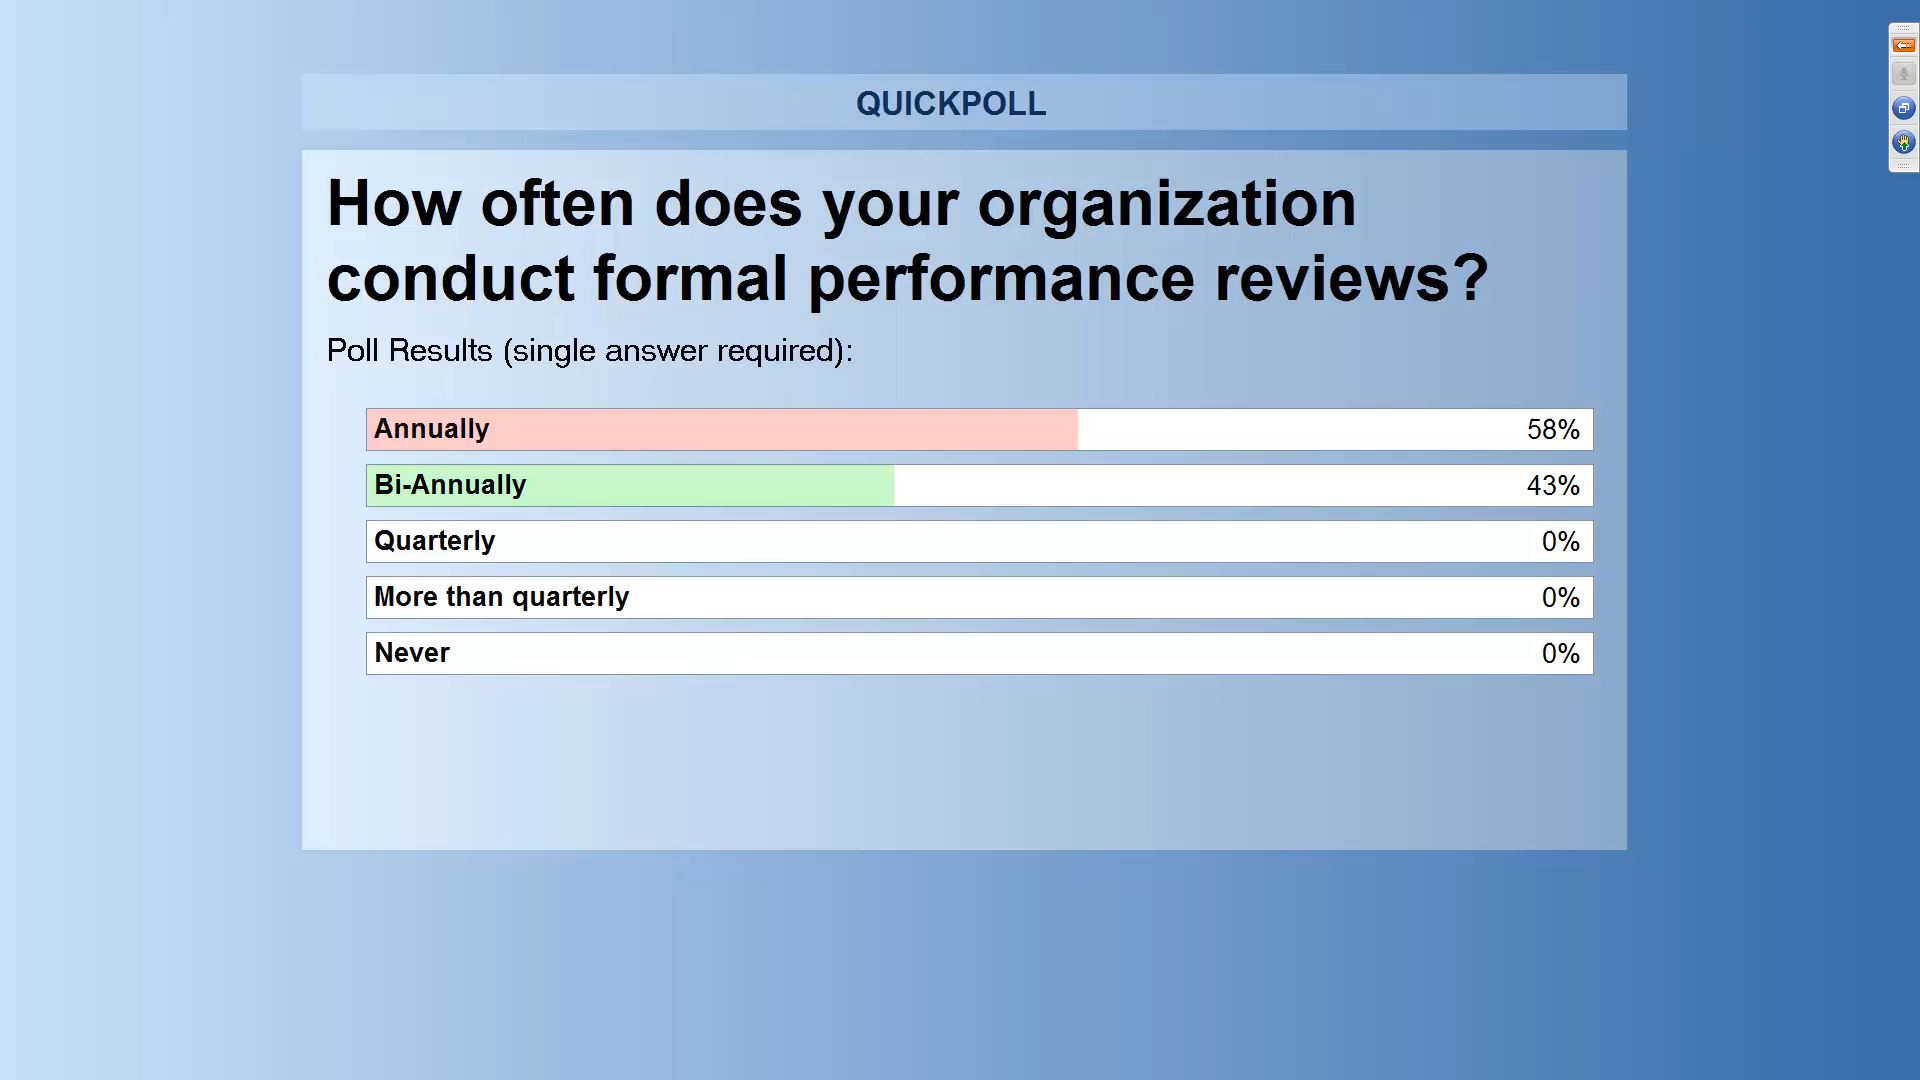 QUICKPOLL
How often does your organization
conduct formal performance reviews?
Poll Results (single answer required):
Annually 58%
Bi-Annually 43%
Quarterly 0%
More than quarterly 0%
Never 0%